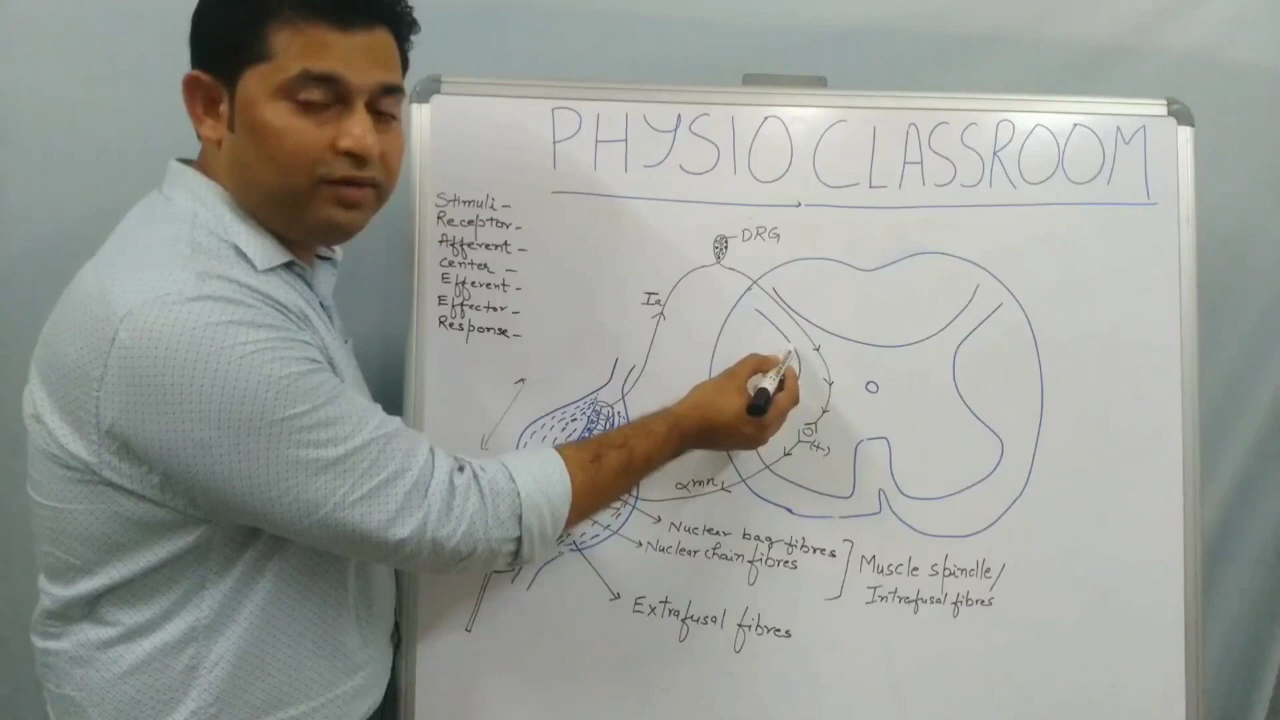 PHYSIO CLASSROOM
Stimuli -
Receptor -
Afferent -
center -
Efferent -
Effector -
Response -
DRG
Ia
(+)
αmn
Nuclear bag fibres
Nuclear chain fibres
Muscle spindle/
Intrafusal fibres
Extrafusal fibres